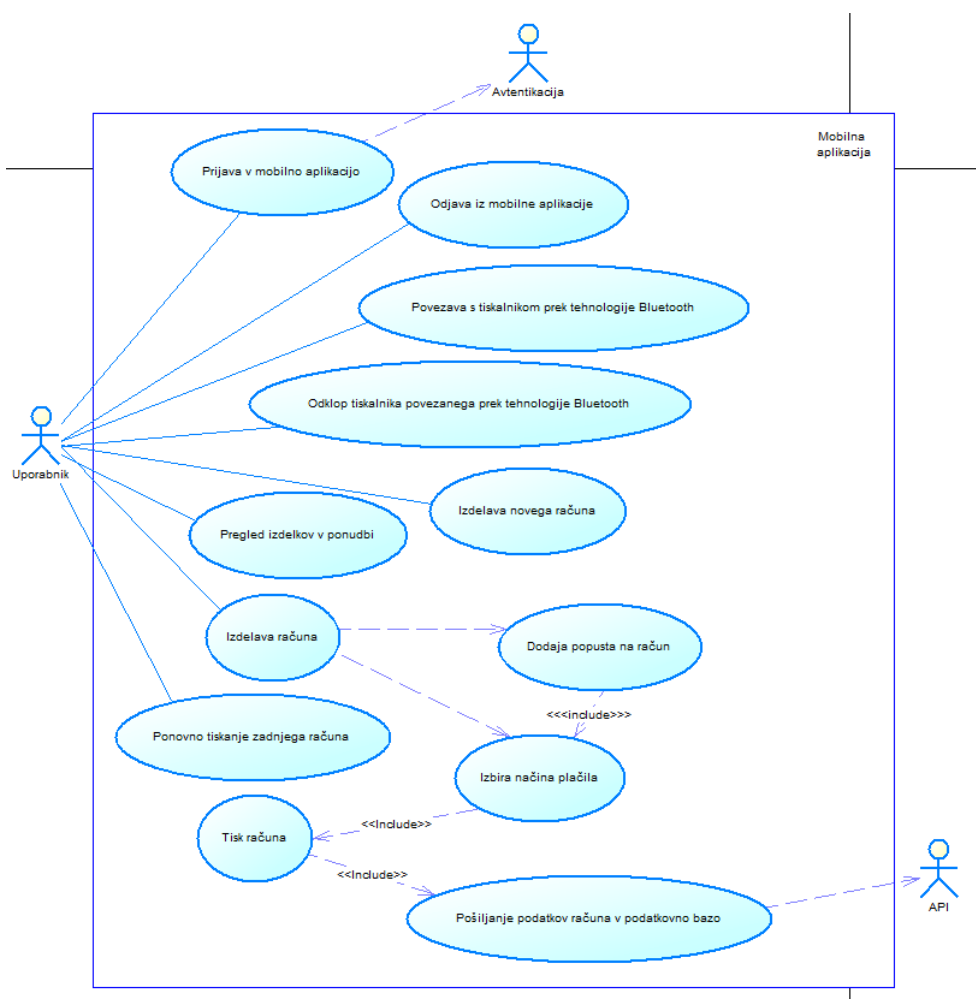 Avtentikacija
Mobilna
aplikacija
Prijava v mobilno aplikacijo
Odjava iz mobilne aplikacije
Povezava s tiskalnikom prek tehnologije Bluetooth
Odklop tiskalnika povezanega prek tehnologije Bluetooth
Uporabnik
Izdelava novega računa
Pregled izdelkov v ponudbi
Izdelava računa
Dodaja popusta na račun
<<<include>>>
Ponovno tiskanje zadnjega računa
Izbira načina plačila
<<Include>>
Tisk računa
<<Include>>
API
Pošiljanje podatkov računa v podatkovno bazo